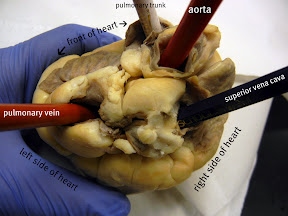 pulmonary trunk
aorta
front of heart
superior vena cava
pulmonary vein
left side of heart
right side of heart